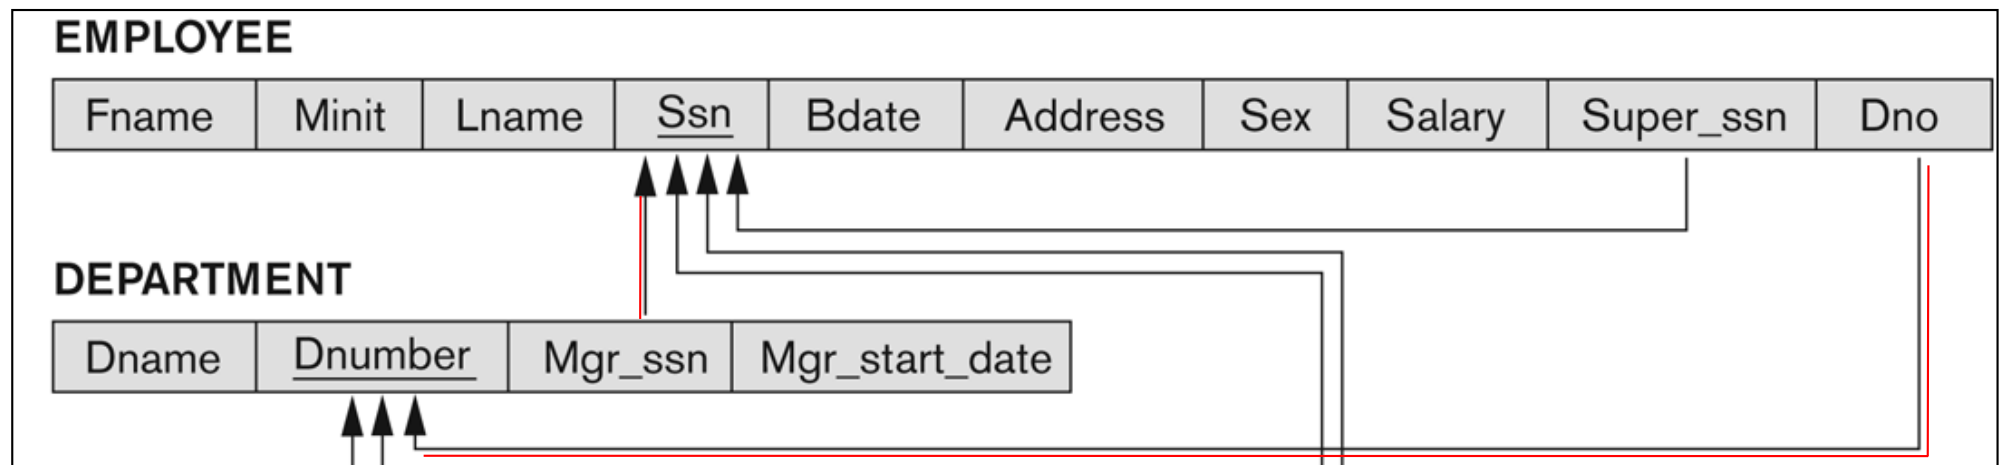 EMPLOYEE
Fname Minit Lname Ssn Bdate Address Sex Salary Super_ssn Dno
DEPARTMENT
Dname Dnumber Mgr_ssn Mgr_start_date